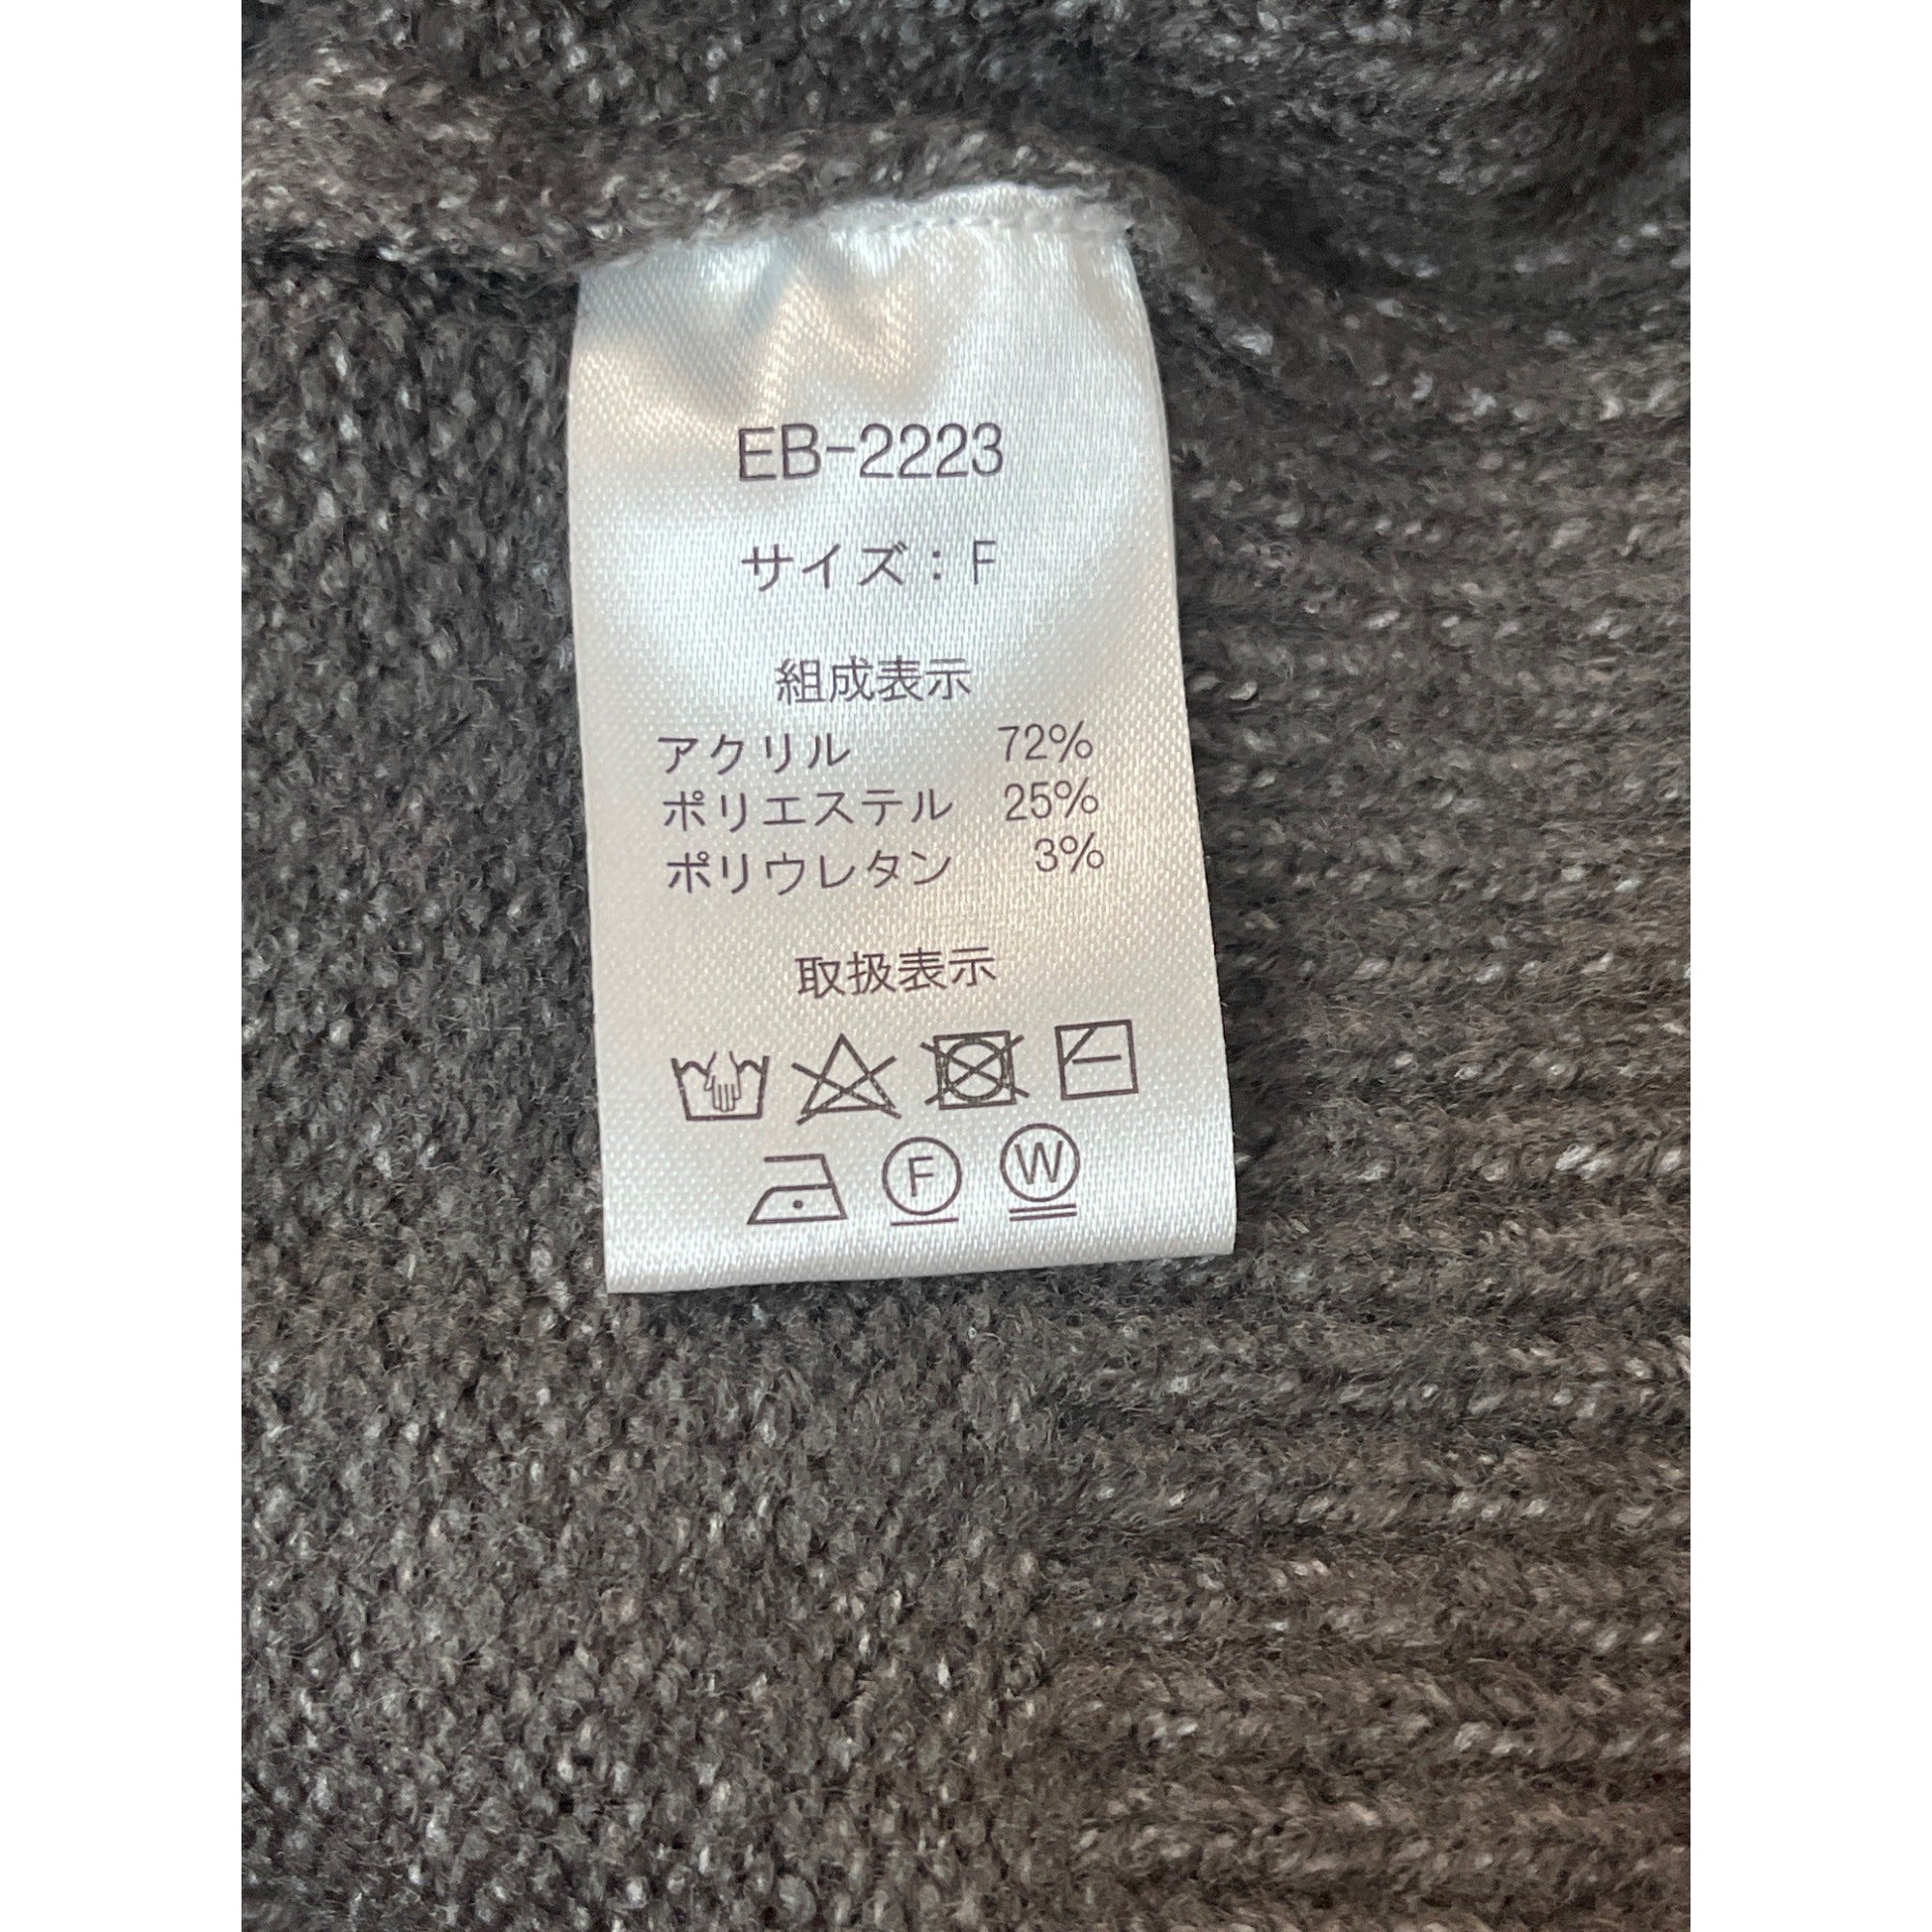 EB-2223
サイズ：F
組成表示
アクリル 72%
ポリエステル 25%
ポリウレタン 3%
取扱表示
F W